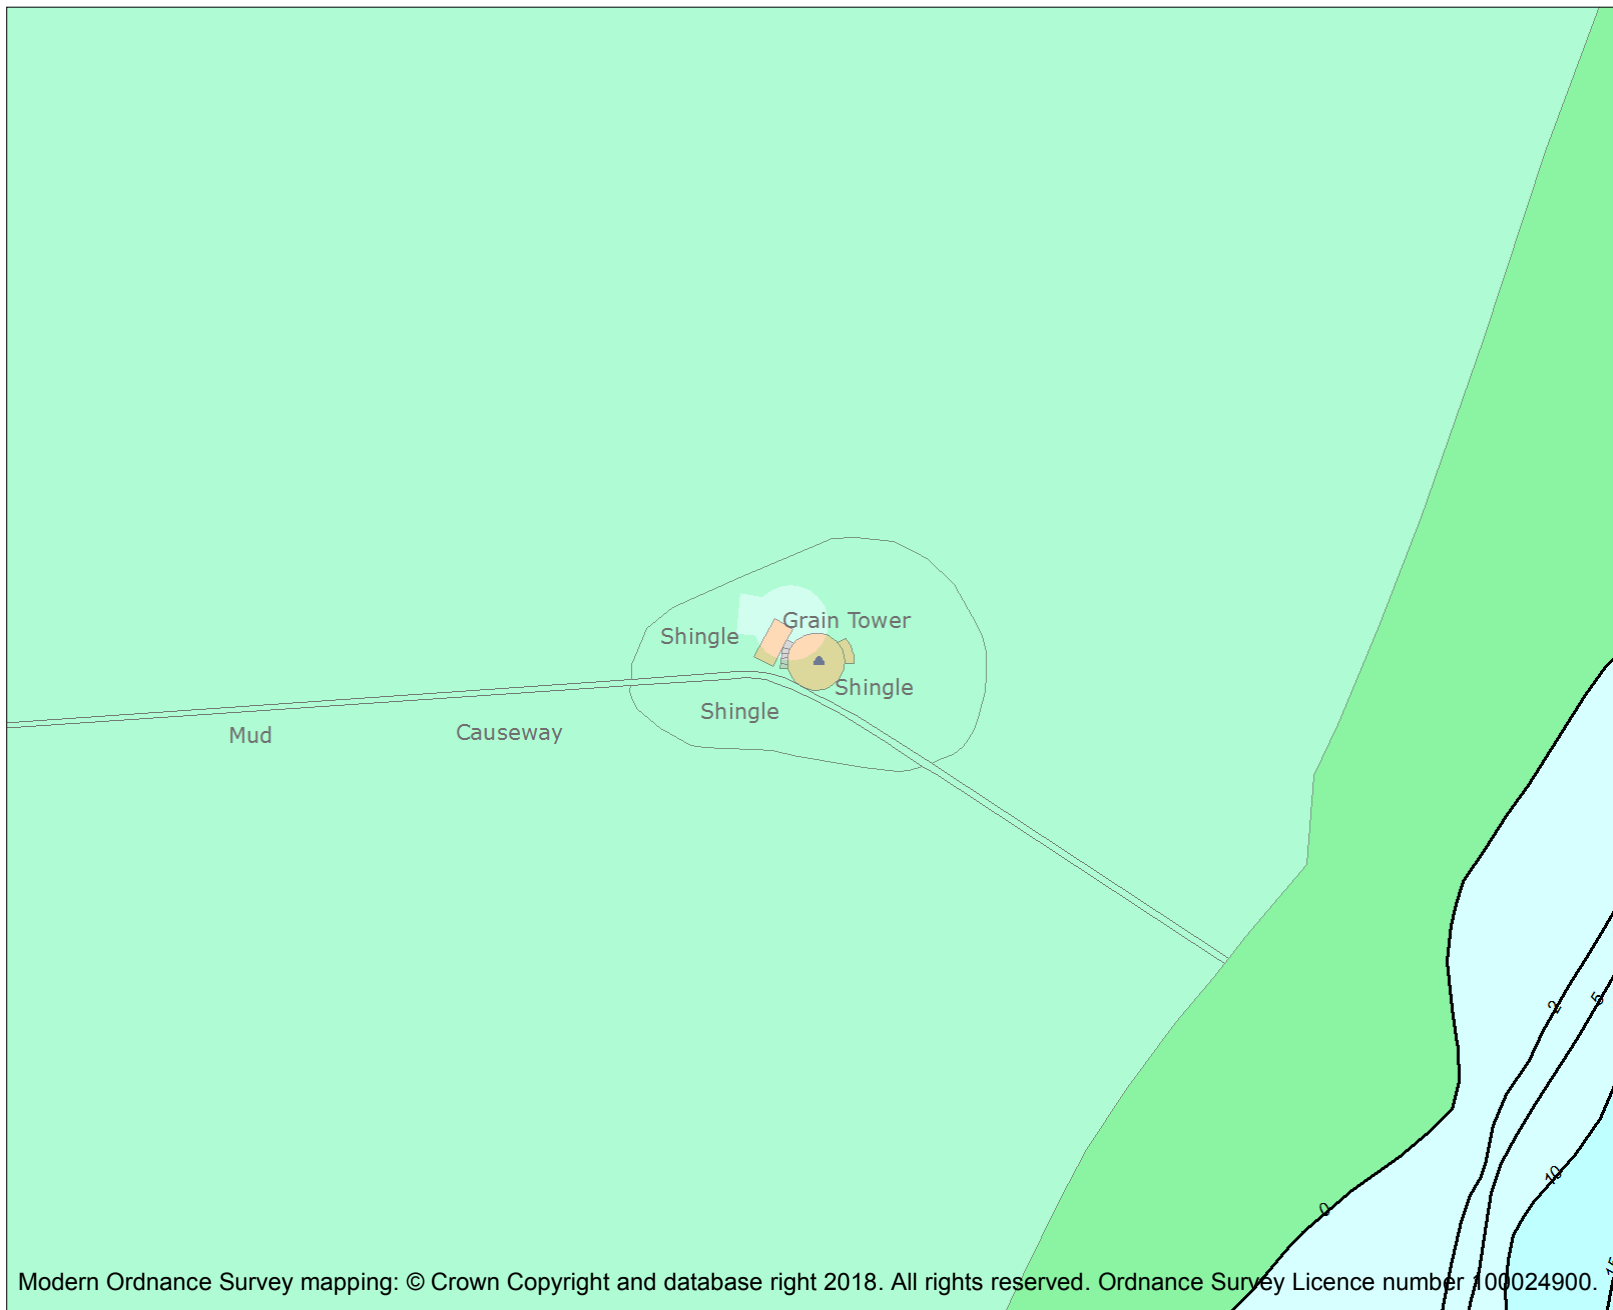 Grain Tower
Shingle
Shingle
Shingle
Mud
Causeway
2
5
10
0
15
Modern Ordnance Survey mapping: © Crown Copyright and database right 2018. All rights reserved. Ordnance Survey Licence number 100024900.